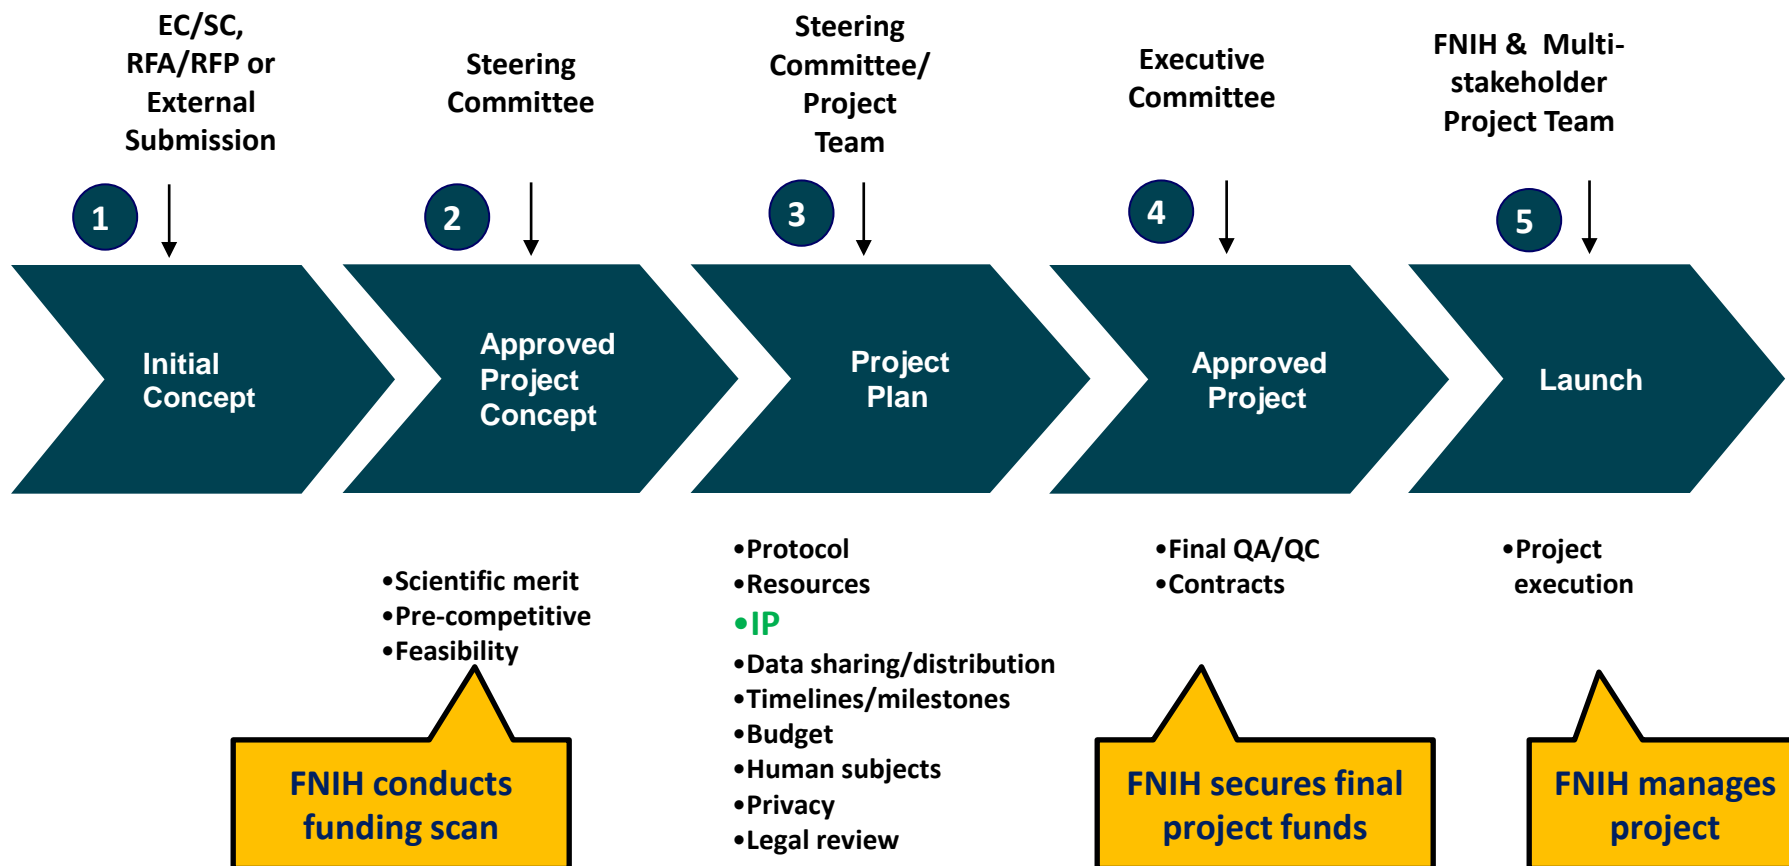 EC/SC,
RFA/RFP or
External
Submission
Steering
Committee
Steering
Committee/
Project
Team
Executive
Committee
FNIH & Multi-
stakeholder
Project Team
1
2
3
4
5
Initial
Concept
Approved
Project
Concept
Project
Plan
Approved
Project
Launch
•Scientific merit
•Pre-competitive
•Feasibility
•Protocol
•Resources
•IP
•Data sharing/distribution
•Timelines/milestones
•Budget
•Human subjects
•Privacy
•Legal review
•Final QA/QC
•Contracts
•Project
execution
FNIH conducts
funding scan
FNIH secures final
project funds
FNIH manages
project